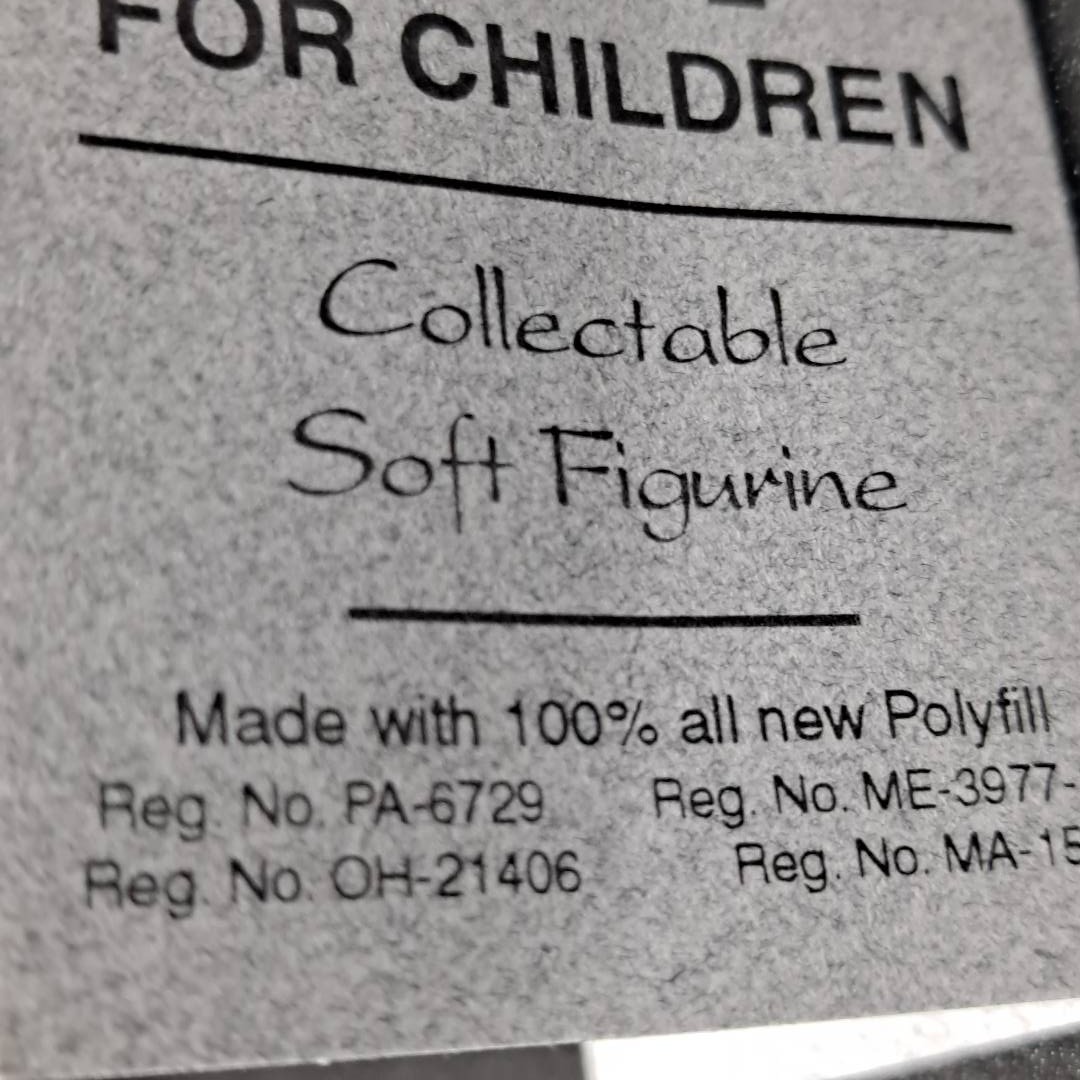 FOR CHILDREN
Collectable
Soft Figurine
Made with 100% all new Polyfill
Reg. No. PA-6729 Reg. No. ME-3977-
Reg. No. OH-21406 Reg. No. MA-15